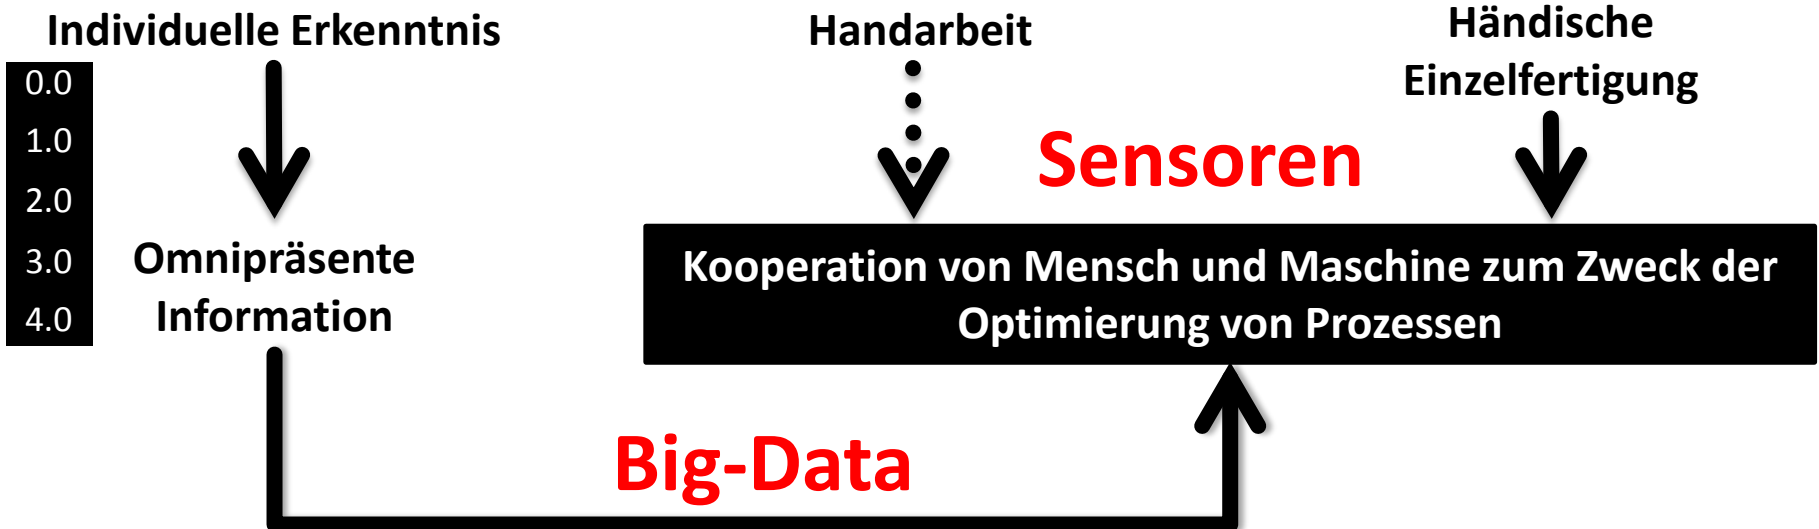 Individuelle Erkenntnis
Handarbeit
Händische
Einzelfertigung
0.0
1.0
2.0
3.0
4.0
Sensoren
Omnipräsente
Information
Kooperation von Mensch und Maschine zum Zweck der
Optimierung von Prozessen
Big-Data